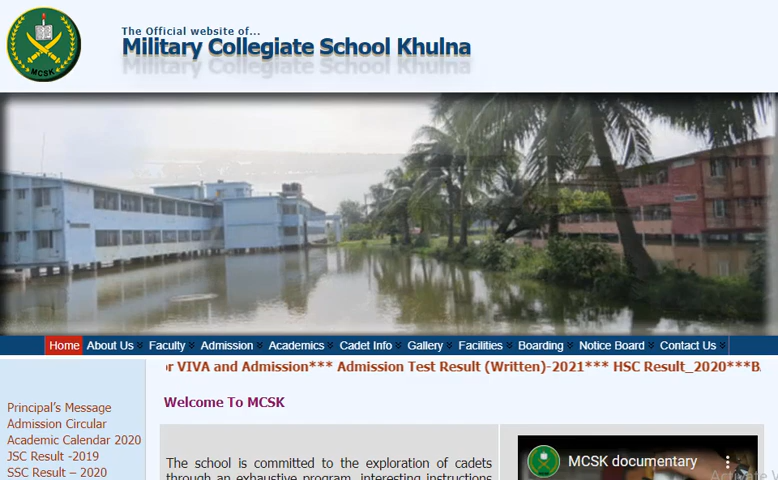 MCSK
The Official website of...
Military Collegiate School Khulna
Home About Us Faculty Admission Academics Cadet Info Gallery Facilities Boarding Notice Board Contact Us
or VIVA and Admission*** Admission Test Result (Written)-2021*** HSC Result_2020***B
Principal's Message
Admission Circular
Academic Calendar 2020
JSC Result -2019
SSC Result – 2020
Welcome To MCSK
The school is committed to the exploration of cadets
through an exhaustive program, interesting instructions
MCSK documentary